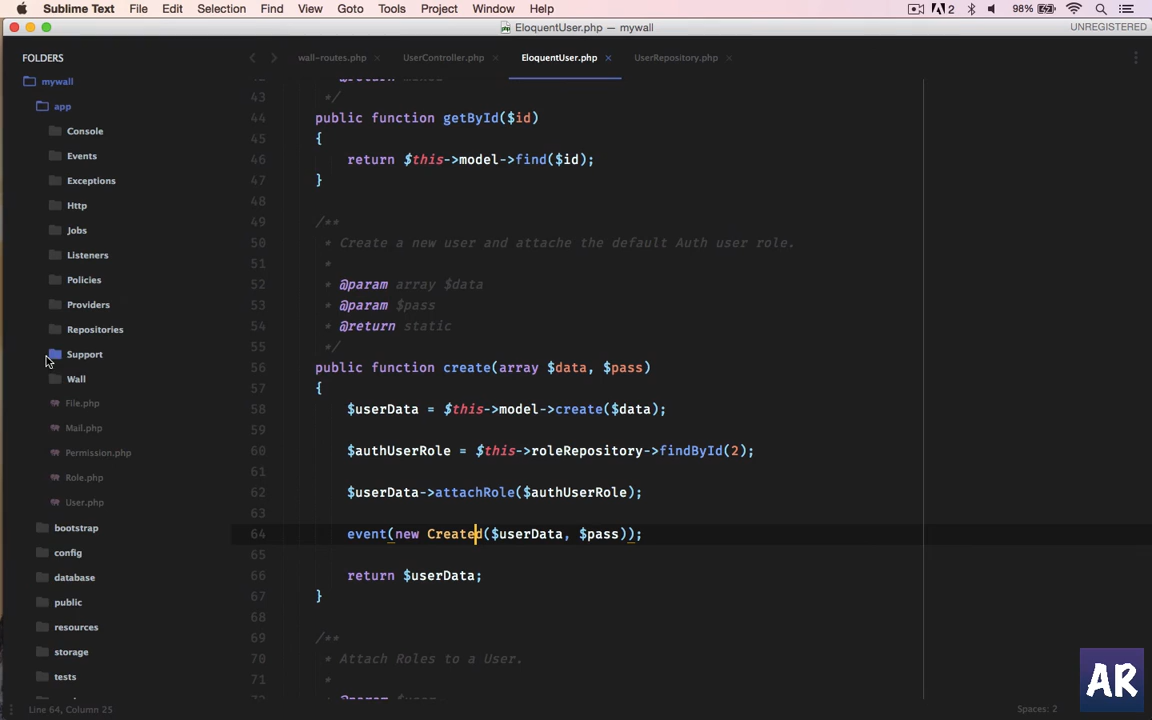 Sublime Text File Edit Selection Find View Goto Tools Project Window Help 2 98%
EloquentUser.php — mywall UNREGISTERED
FOLDERS
wall-routes.php × UserController.php × EloquentUser.php × UserRepository.php ×
mywall
app
Console
Events
Exceptions
Http
Jobs
Listeners
Policies
Providers
Repositories
Support
Wall
File.php
Mail.php
Permission.php
Role.php
User.php
bootstrap
config
database
public
resources
storage
tests
43 */
44 public function getById($id)
45 {
46 return $this->model->find($id);
47 }
48
49 /**
50 * Create a new user and attache the default Auth user role.
51 *
52 * @param array $data
53 * @param $pass
54 * @return static
55 */
56 public function create(array $data, $pass)
57 {
58 $userData = $this->model->create($data);
59
60 $authUserRole = $this->roleRepository->findById(2);
61
62 $userData->attachRole($authUserRole);
63
64 event(new Created($userData, $pass));
65
66 return $userData;
67 }
68
69 /**
70 * Attach Roles to a User.
71 *
72 * @param $user
Line 64, Column 25 Spaces: 2
AR